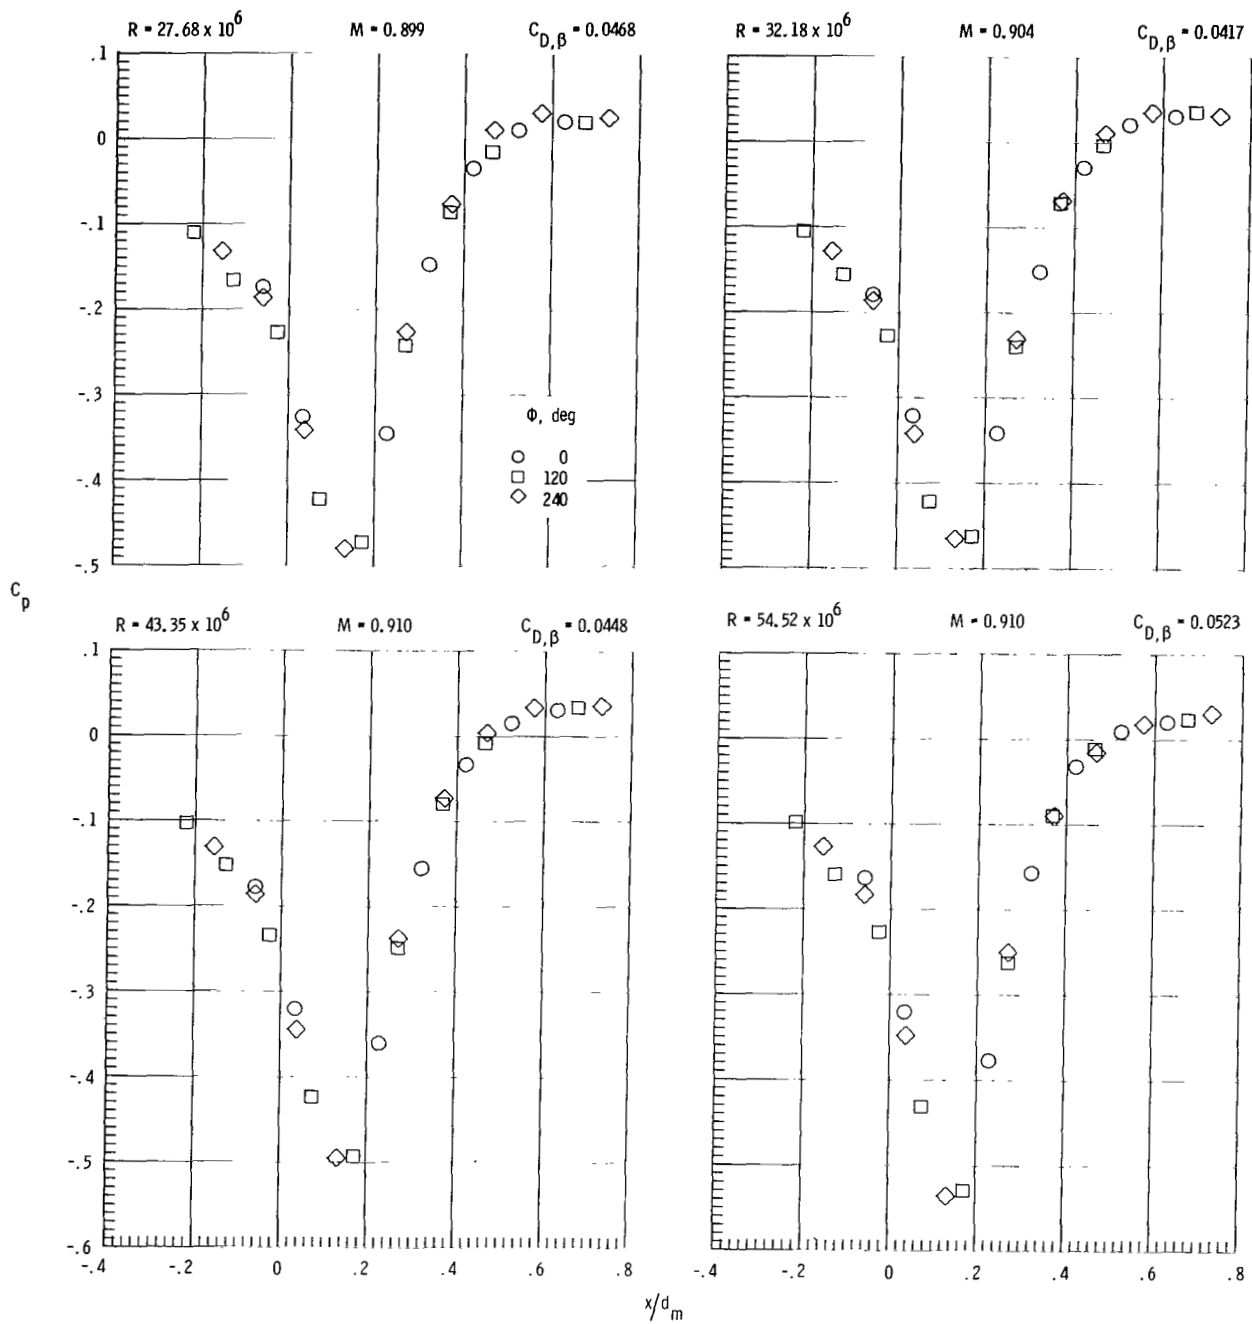 R = 27.68 x 10^6 M = 0.899 C_D,β = 0.0468
R = 32.18 x 10^6 M = 0.904 C_D,β = 0.0417
.1
0
-.1
-.2
-.3
-.4
-.5
Φ, deg
0
120
240
C_p
R = 43.35 x 10^6 M = 0.910 C_D,β = 0.0448
R = 54.52 x 10^6 M = 0.910 C_D,β = 0.0523
.1
0
-.1
-.2
-.3
-.4
-.5
-.6
-.4 -.2 0 .2 .4 .6 .8
-.4 -.2 0 .2 .4 .6 .8
x/d_m